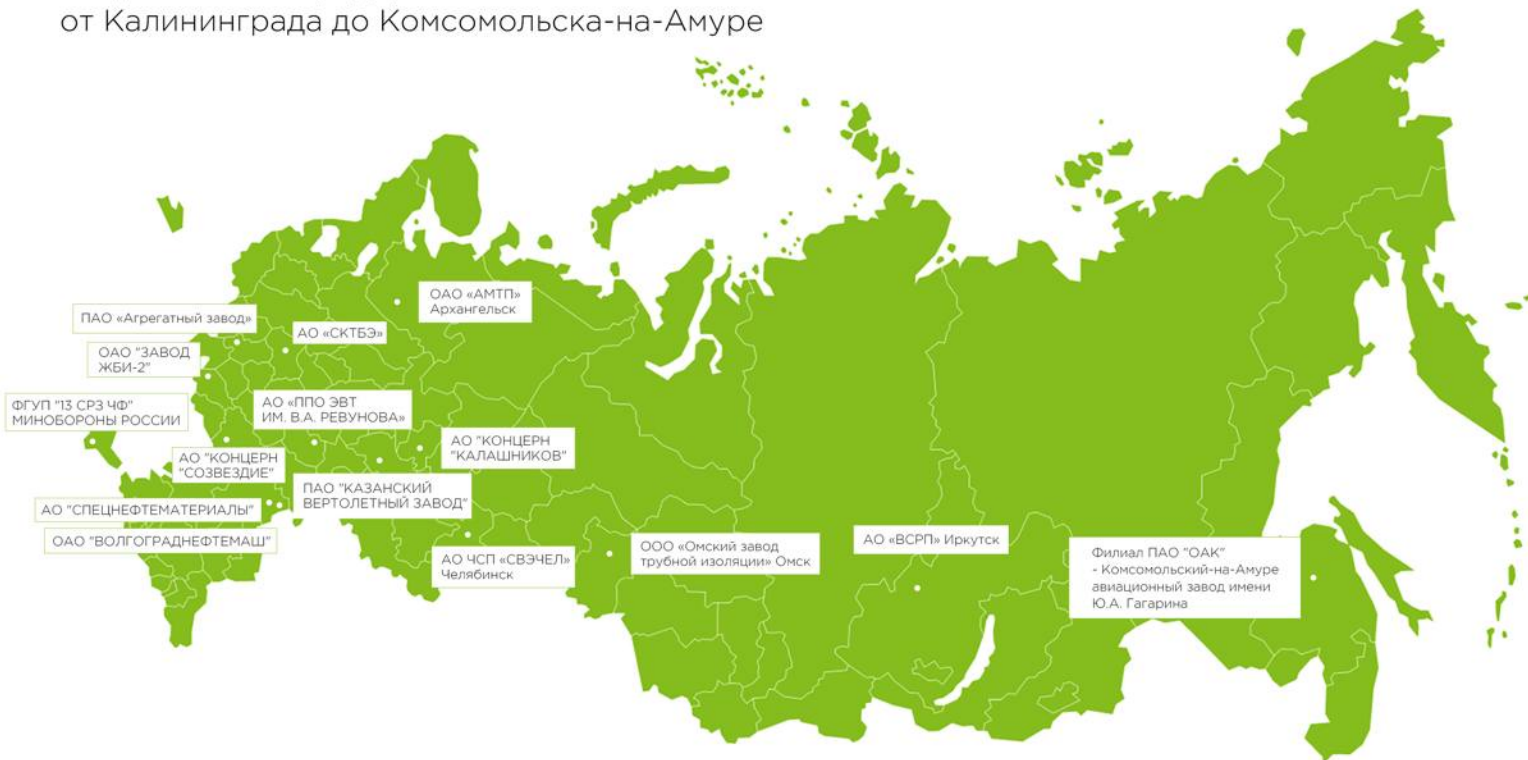 от Калининграда до Комсомольска-на-Амуре
ОАО «АМТП»
Архангельск
ПАО «Агрегатный завод»
АО «СКТБЭ»
ОАО "ЗАВОД
ЖБИ-2"
ФГУП "13 СРЗ ЧФ"
МИНОБОРОНЫ РОССИИ
АО «ППО ЭВТ
ИМ. В.А. РЕВУНОВА»
АО "КОНЦЕРН
"КАЛАШНИКОВ"
АО "КОНЦЕРН
"СОЗВЕЗДИЕ"
ПАО "КАЗАНСКИЙ
ВЕРТОЛЕТНЫЙ ЗАВОД"
АО "СПЕЦНЕФТЕМАТЕРИАЛЫ"
ОАО "ВОЛГОГРАДНЕФТЕМАШ"
АО ЧСП «СВЭЧЕЛ»
Челябинск
ООО «Омский завод
трубной изоляции» Омск
АО «ВСРП» Иркутск
Филиал ПАО "ОАК"
- Комсомольский-на-Амуре
авиационный завод имени
Ю.А. Гагарина